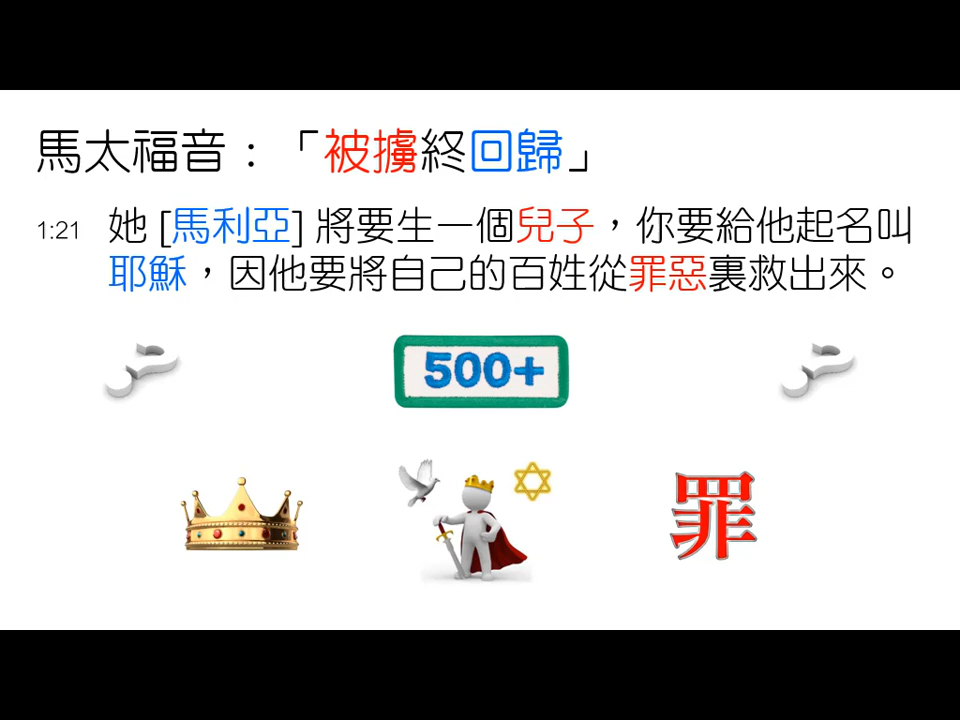 馬太福音：「被擄終回歸」
1:21 她 [馬利亞] 將要生一個兒子，你要給他起名叫
耶穌，因他要將自己的百姓從罪惡裏救出來。
500+
罪